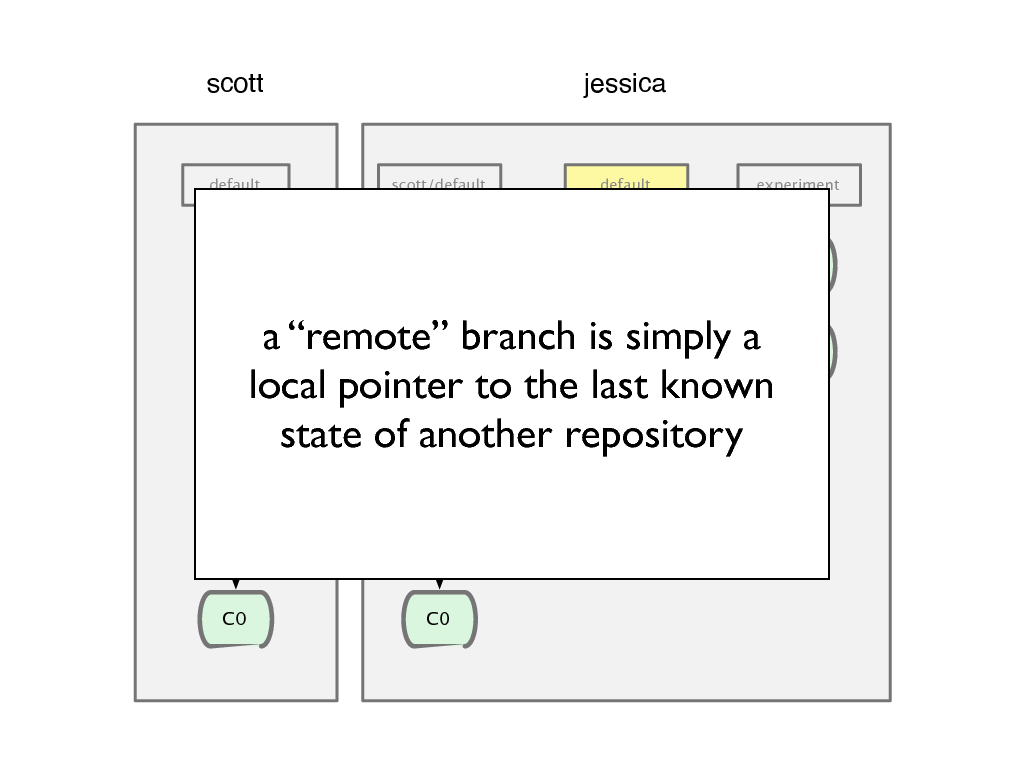 scott
jessica
default
scott/default
default
experiment
a “remote” branch is simply a
local pointer to the last known
state of another repository
C0
C0